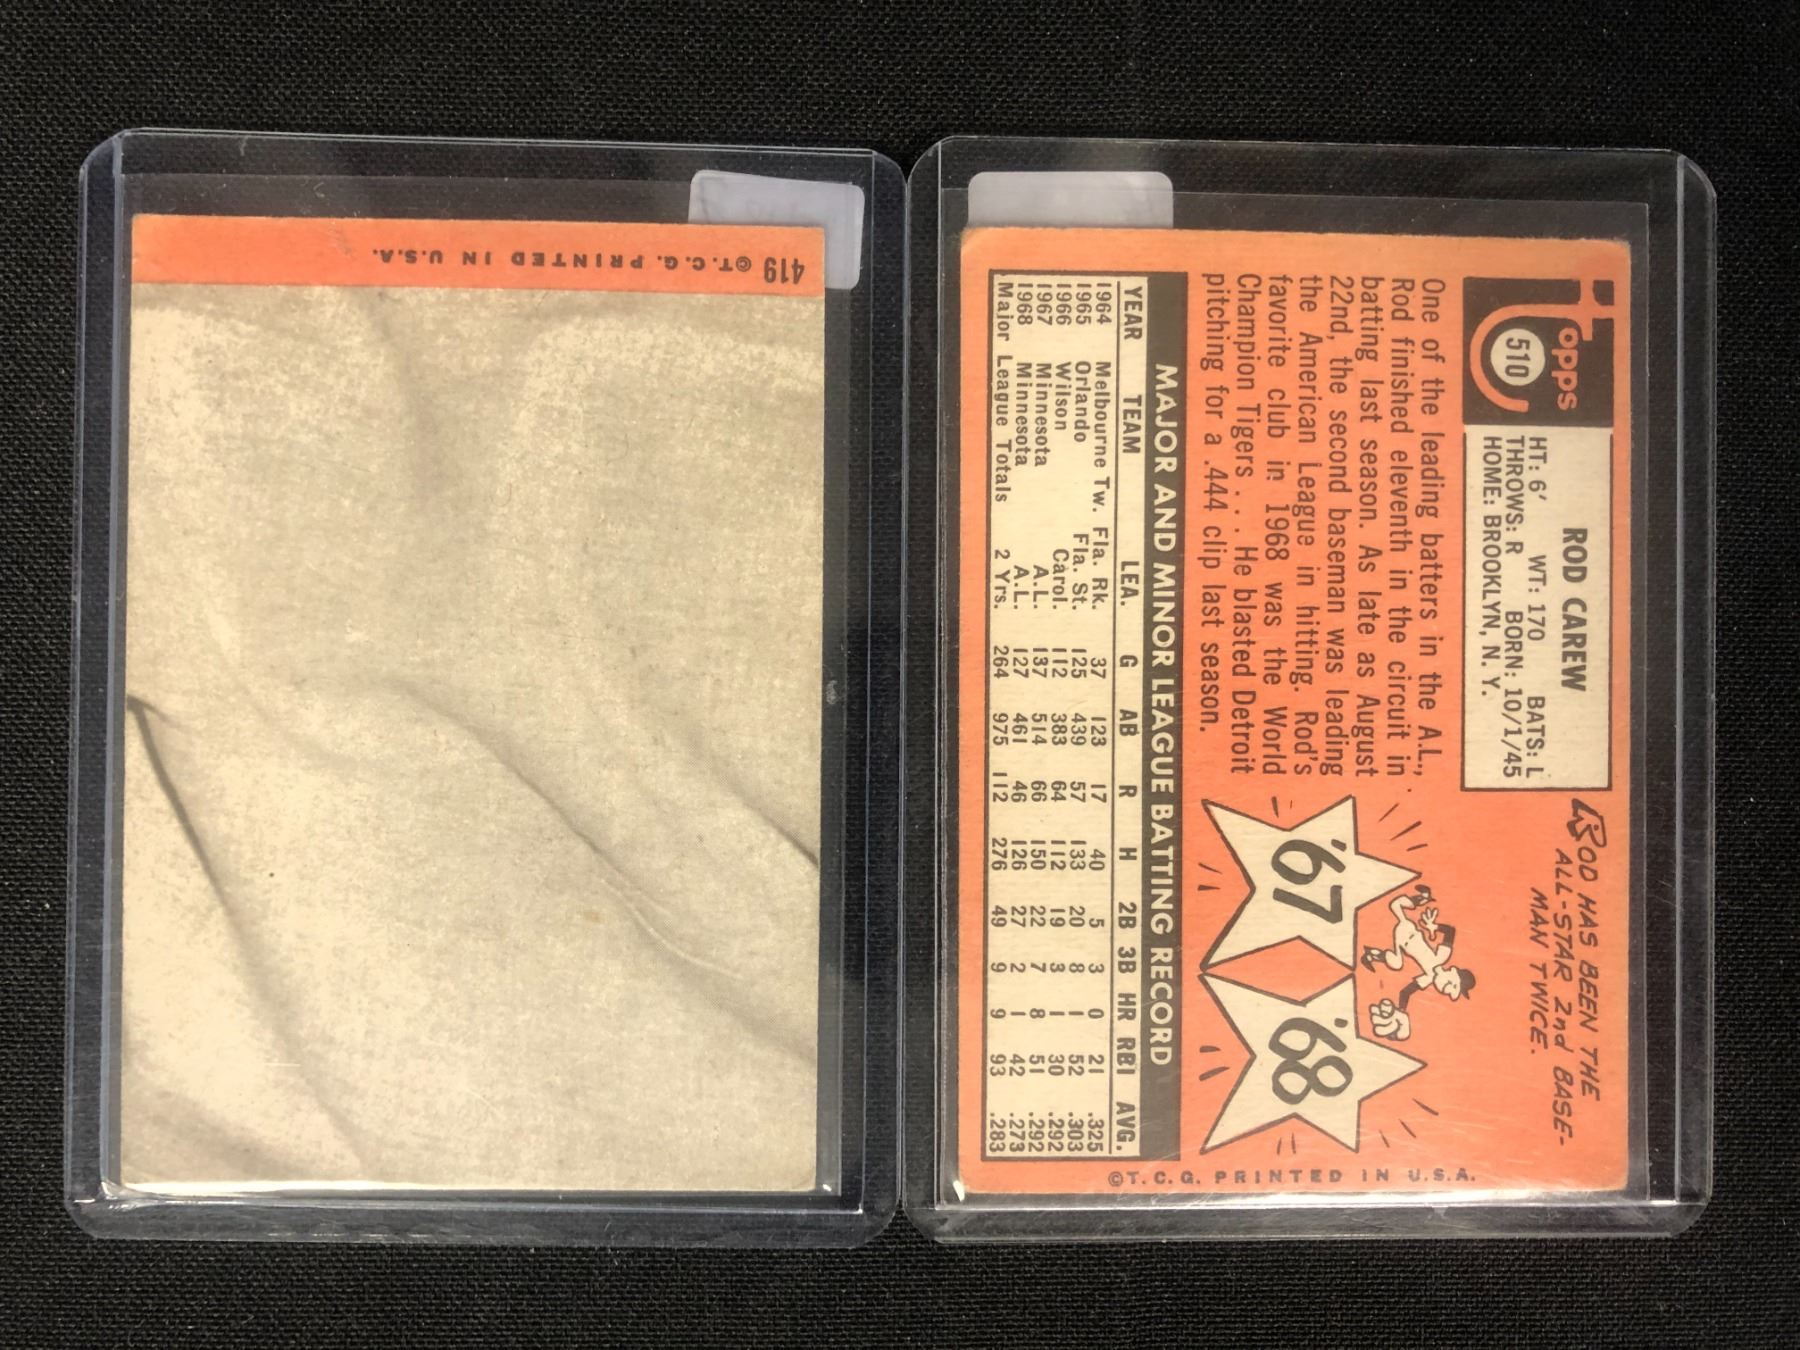 419 ©T.C.G. PRINTED IN U.S.A.
Topps
510
ROD CAREW
HT: 6' WT: 170 BATS: L
THROWS: R BORN: 10/1/45
HOME: BROOKLYN, N. Y.
ROD HAS BEEN THE
ALL-STAR 2nd BASE-
MAN TWICE.
One of the leading batters in the A.L.,
Rod finished eleventh in the circuit in
batting last season. As late as August
22nd, the second baseman was leading
the American League in hitting. Rod's
favorite club in 1968 was the World
Champion Tigers . . . He blasted Detroit
pitching for a .444 clip last season.
'67
'68
MAJOR AND MINOR LEAGUE BATTING RECORD
YEAR TEAM LEA. G AB R H 2B 3B HR RBI AVG.
1964 Melbourne Tw. Fla. Rk. 37 123 17 40 5 3 0 21 .325
1965 Orlando Fla. St. 125 439 57 133 20 8 1 52 .303
1966 Wilson Carol. 112 383 64 112 19 3 1 30 .292
1967 Minnesota A.L. 137 514 66 150 22 7 8 51 .292
1968 Minnesota A.L. 127 461 46 126 27 2 1 42 .273
Major League Totals 2 Yrs. 264 975 112 276 49 9 9 93 .283
©T.C.G. PRINTED IN U.S.A.